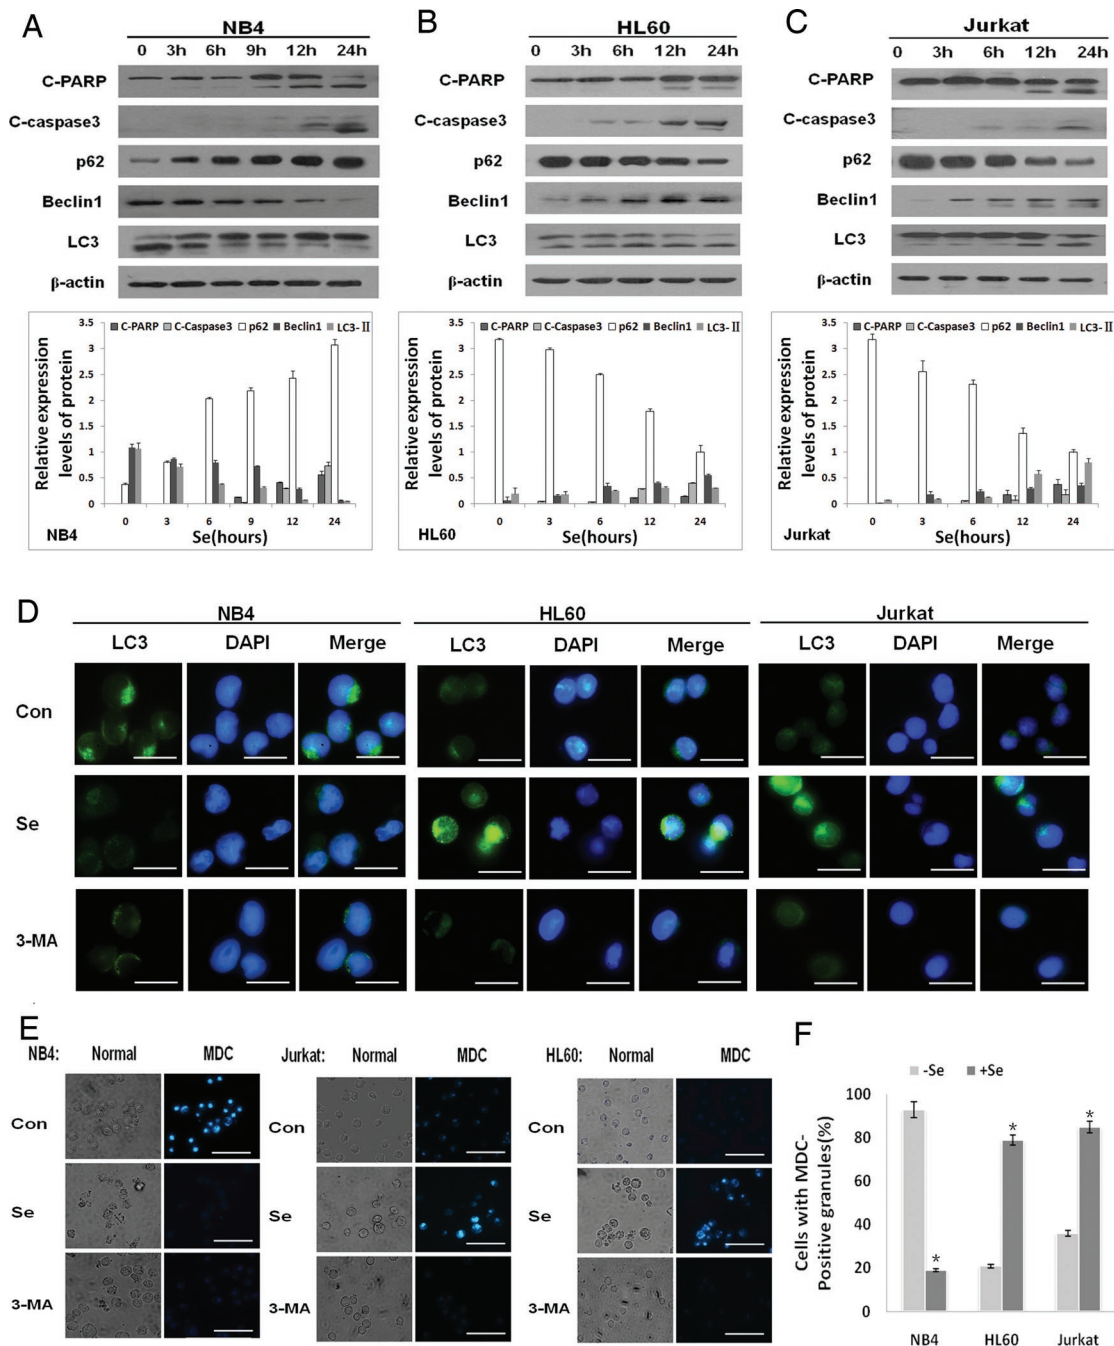 A
NB4
0 3h 6h 9h 12h 24h
C-PARP
C-caspase3
p62
Beclin1
LC3
β-actin
B
HL60
0 3h 6h 12h 24h
C-PARP
C-caspase3
p62
Beclin1
LC3
β-actin
C
Jurkat
0 3h 6h 12h 24h
C-PARP
C-caspase3
p62
Beclin1
LC3
β-actin
C-PARP C-Caspase3 p62 Beclin1 LC3-II
Relative expression
levels of protein
3.5
3
2.5
2
1.5
1
0.5
0
0 3 6 9 12 24
NB4 Se(hours)
C-PARP C-Caspase3 p62 Beclin1 LC3-II
Relative expression
levels of protein
3.5
3
2.5
2
1.5
1
0.5
0
0 3 6 12 24
HL60 Se(hours)
C-PARP C-Caspase3 p62 Beclin1 LC3-II
Relative expression
levels of protein
3.5
3
2.5
2
1.5
1
0.5
0
0 3 6 12 24
Jurkat Se(hours)
D
NB4 HL60 Jurkat
LC3 DAPI Merge LC3 DAPI Merge LC3 DAPI Merge
Con
Se
3-MA
E
NB4: Normal MDC
Con
Se
3-MA
Jurkat: Normal MDC
Con
Se
3-MA
HL60: Normal MDC
Con
Se
3-MA
F
-Se +Se
Cells with MDC-
Positive granules(%)
100
80
60
40
20
0
* * *
NB4 HL60 Jurkat